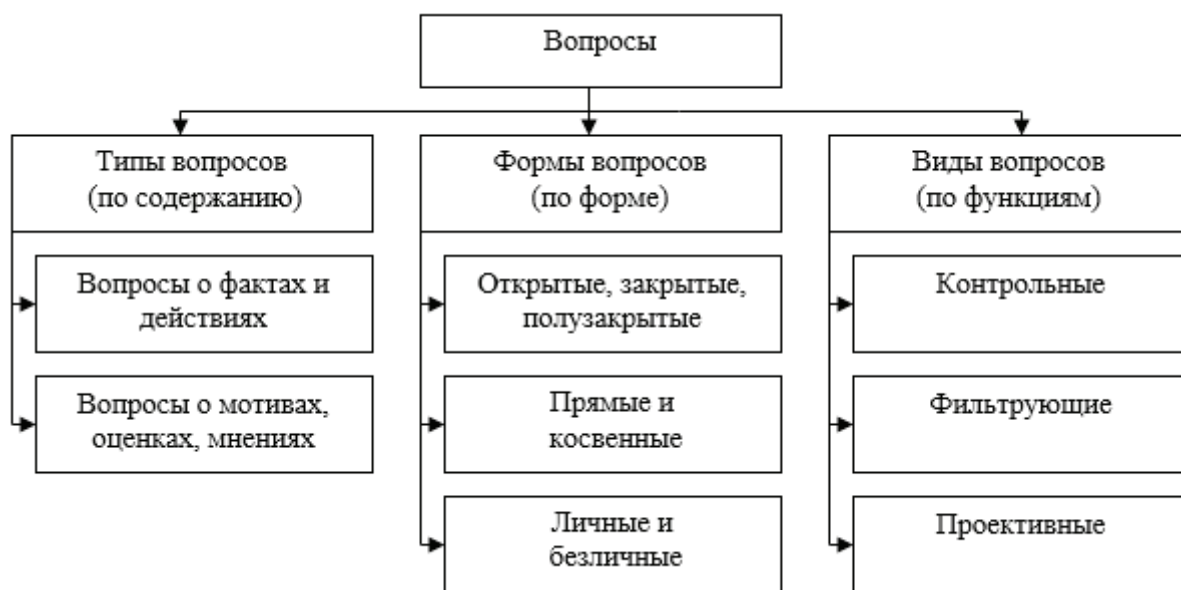 Вопросы
Типы вопросов
(по содержанию)
Вопросы о фактах и
действиях
Вопросы о мотивах,
оценках, мнениях
Формы вопросов
(по форме)
Открытые, закрытые,
полузакрытые
Прямые и
косвенные
Личные и
безличные
Виды вопросов
(по функциям)
Контрольные
Фильтрующие
Проективные